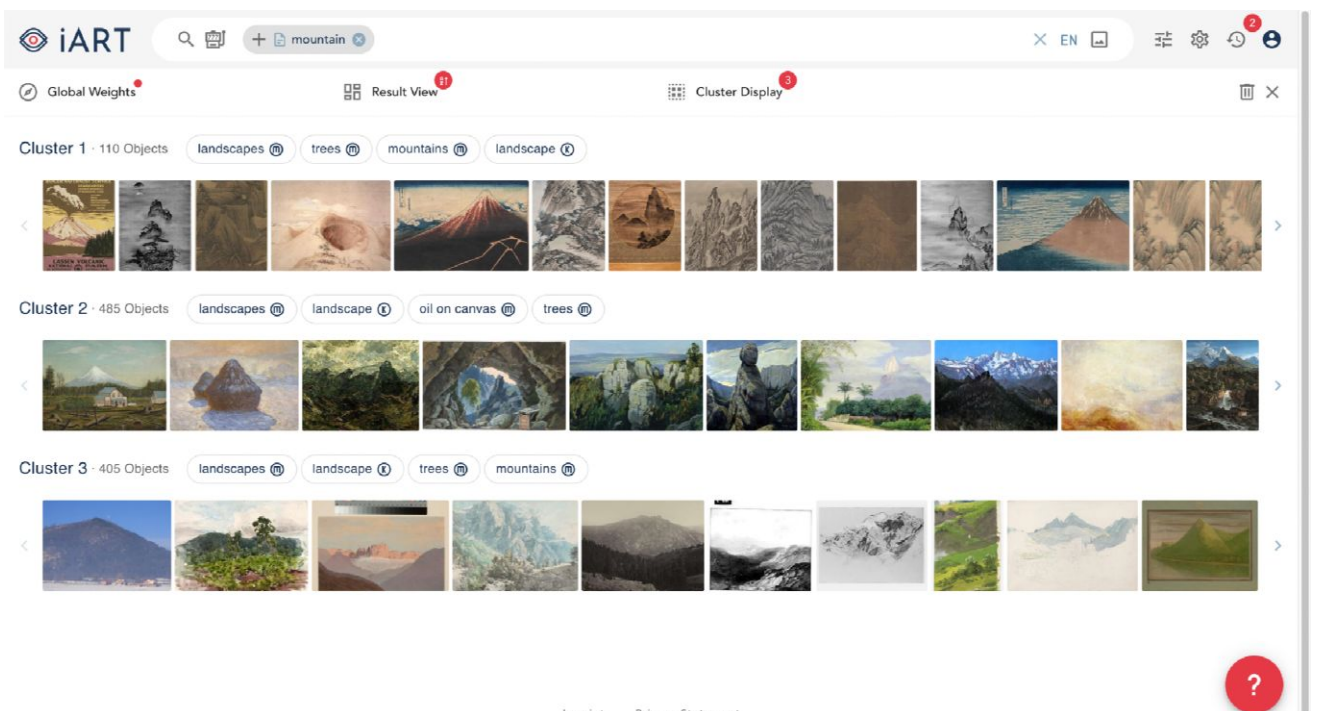 iART
+ mountain
EN
2
Global Weights
Result View
Cluster Display
3
Cluster 1 · 110 Objects landscapes m trees m mountains m landscape K
LASSEN VOLCANIC
Cluster 2 · 485 Objects landscapes m landscape K oil on canvas m trees m
Cluster 3 · 405 Objects landscapes m landscape K trees m mountains m
?